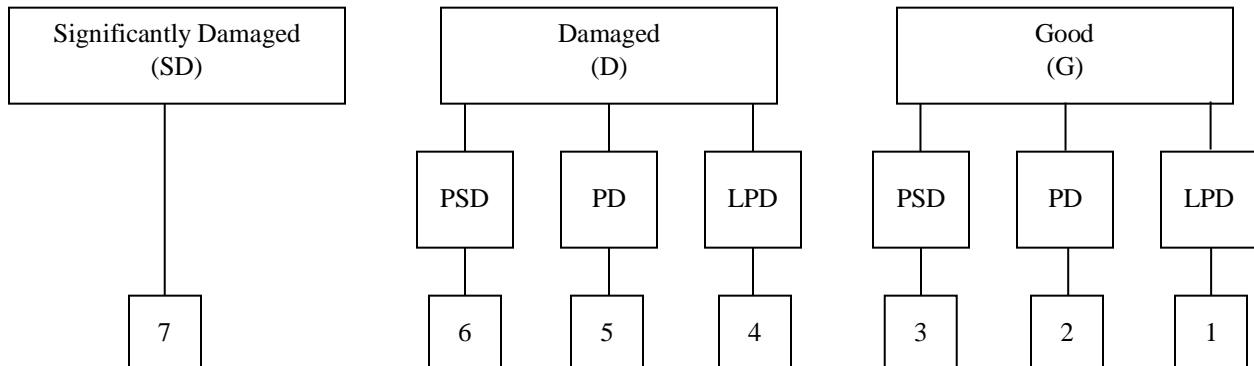 Significantly Damaged
(SD)
Damaged
(D)
Good
(G)
PSD
PD
LPD
PSD
PD
LPD
7
6
5
4
3
2
1